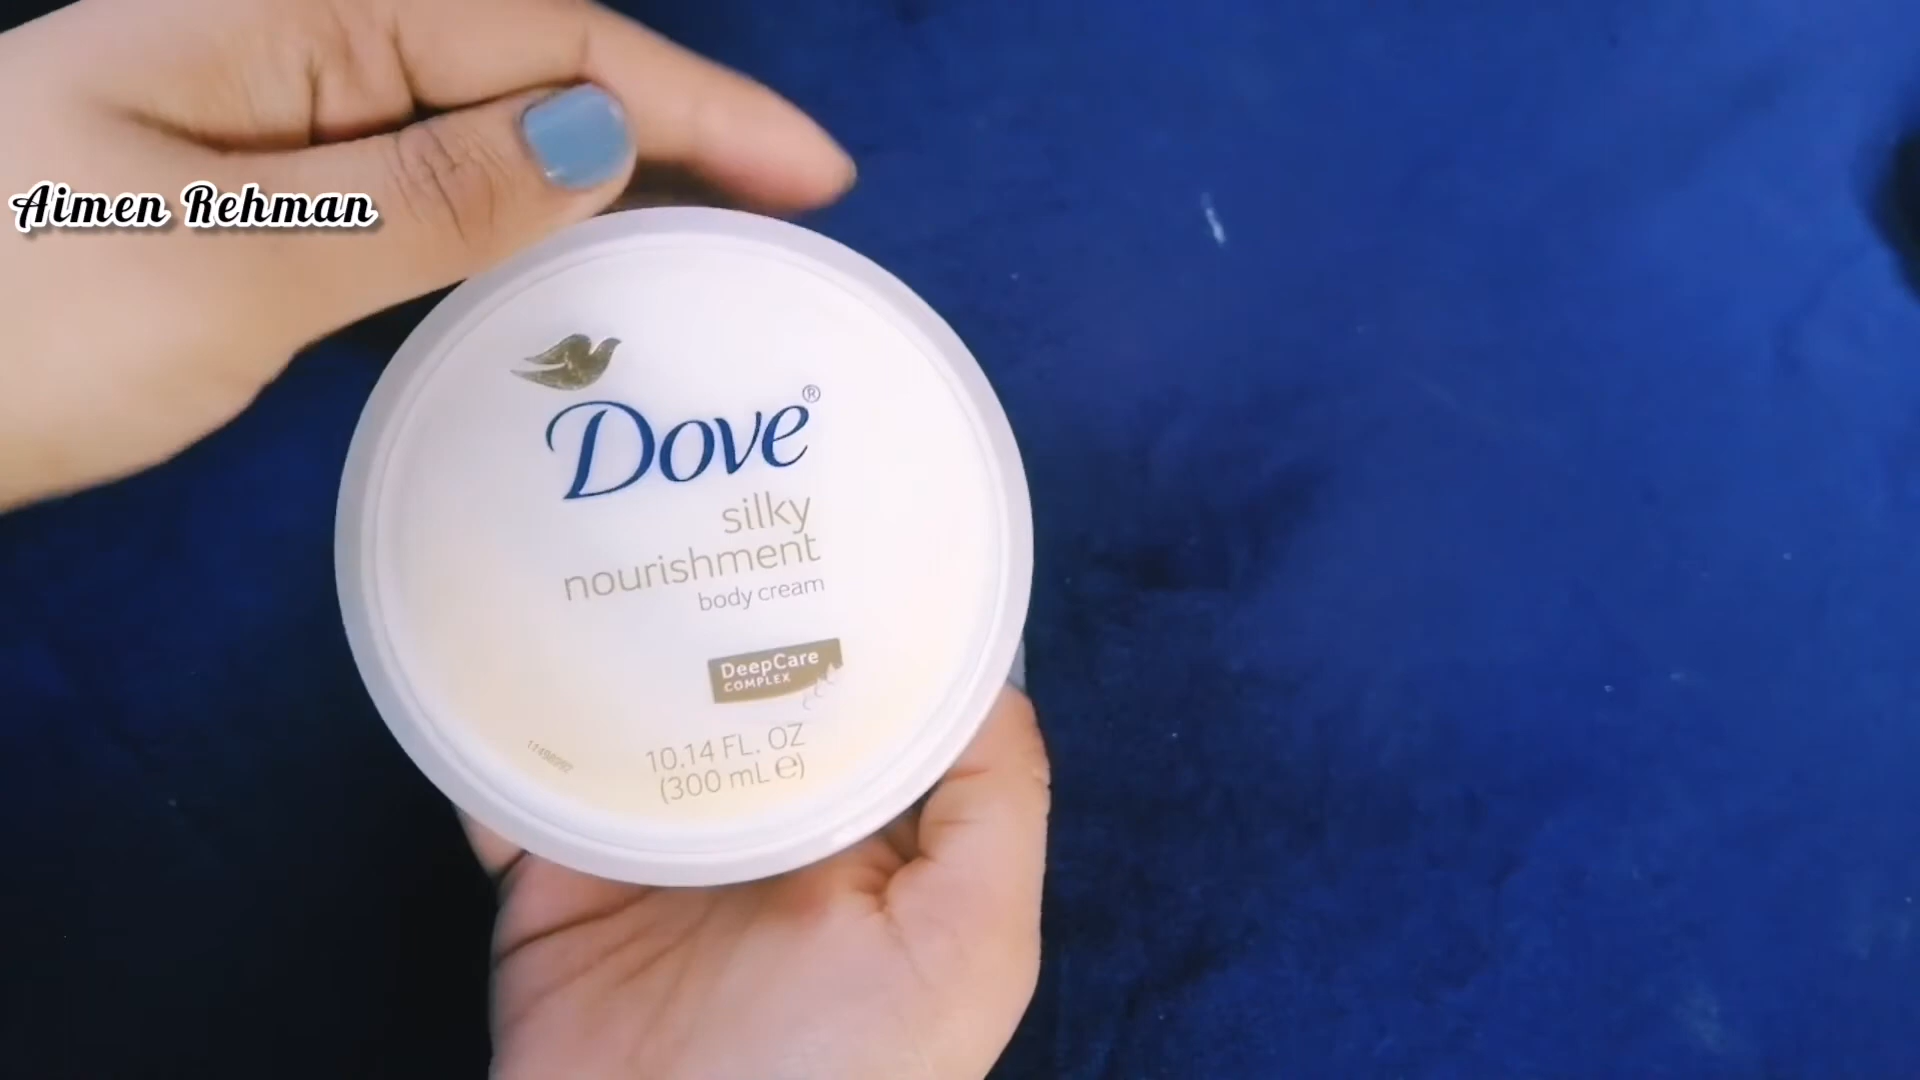 Aimen Rehman
Dove®
silky
nourishment
body cream
DeepCare
COMPLEX
10.14 FL. OZ
(300 mL ℮)